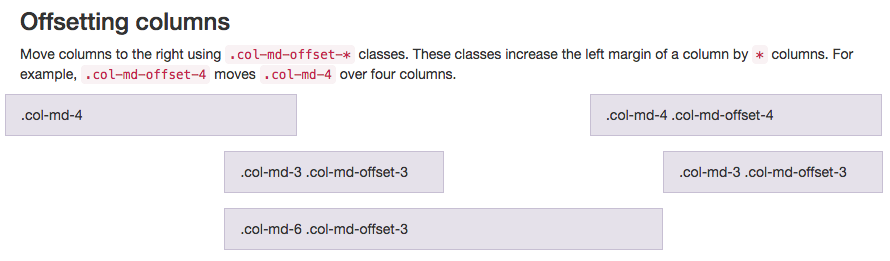 Offsetting columns
Move columns to the right using .col-md-offset-* classes. These classes increase the left margin of a column by * columns. For
example, .col-md-offset-4 moves .col-md-4 over four columns.
.col-md-4 .col-md-4 .col-md-offset-4
.col-md-3 .col-md-offset-3 .col-md-3 .col-md-offset-3
.col-md-6 .col-md-offset-3